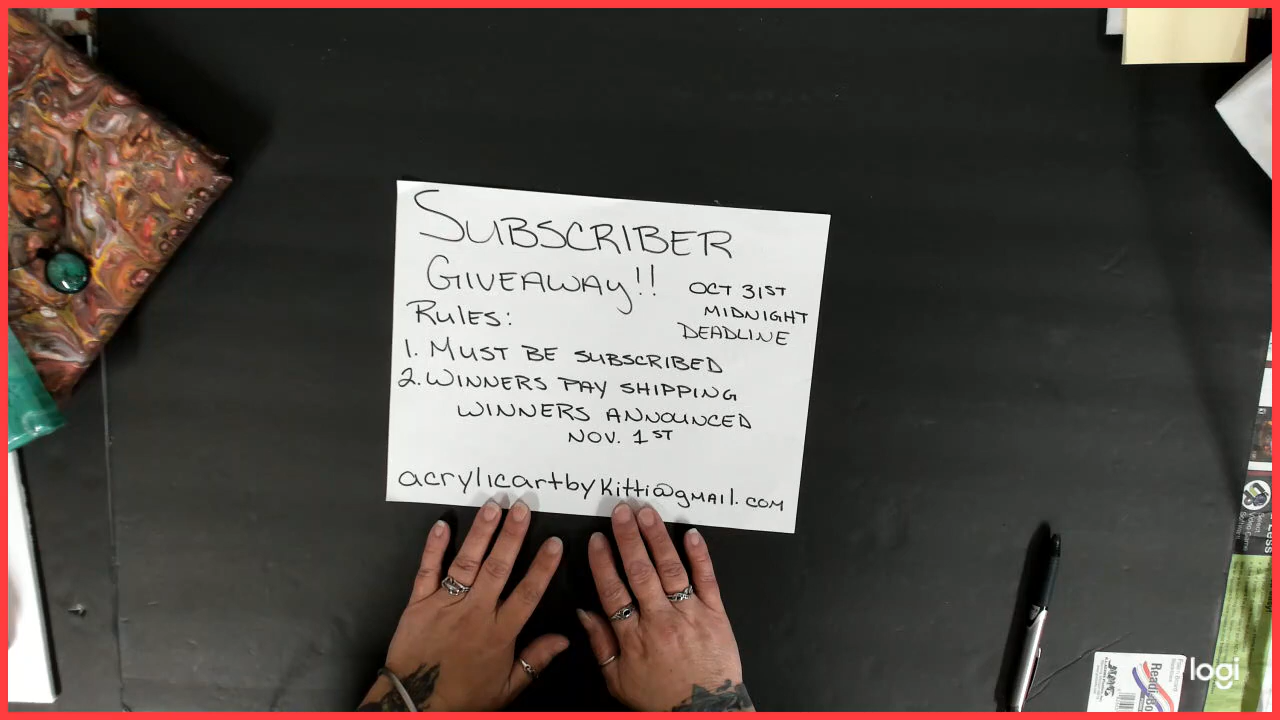 SUBSCRIBER
GIVEAWAY!!
OCT 31ST
MIDNIGHT
DEADLINE
RULES:
1. MUST BE SUBSCRIBED
2. WINNERS PAY SHIPPING
WINNERS ANNOUNCED
NOV. 1ST
acrylicartbykitti@gmail.com
logi